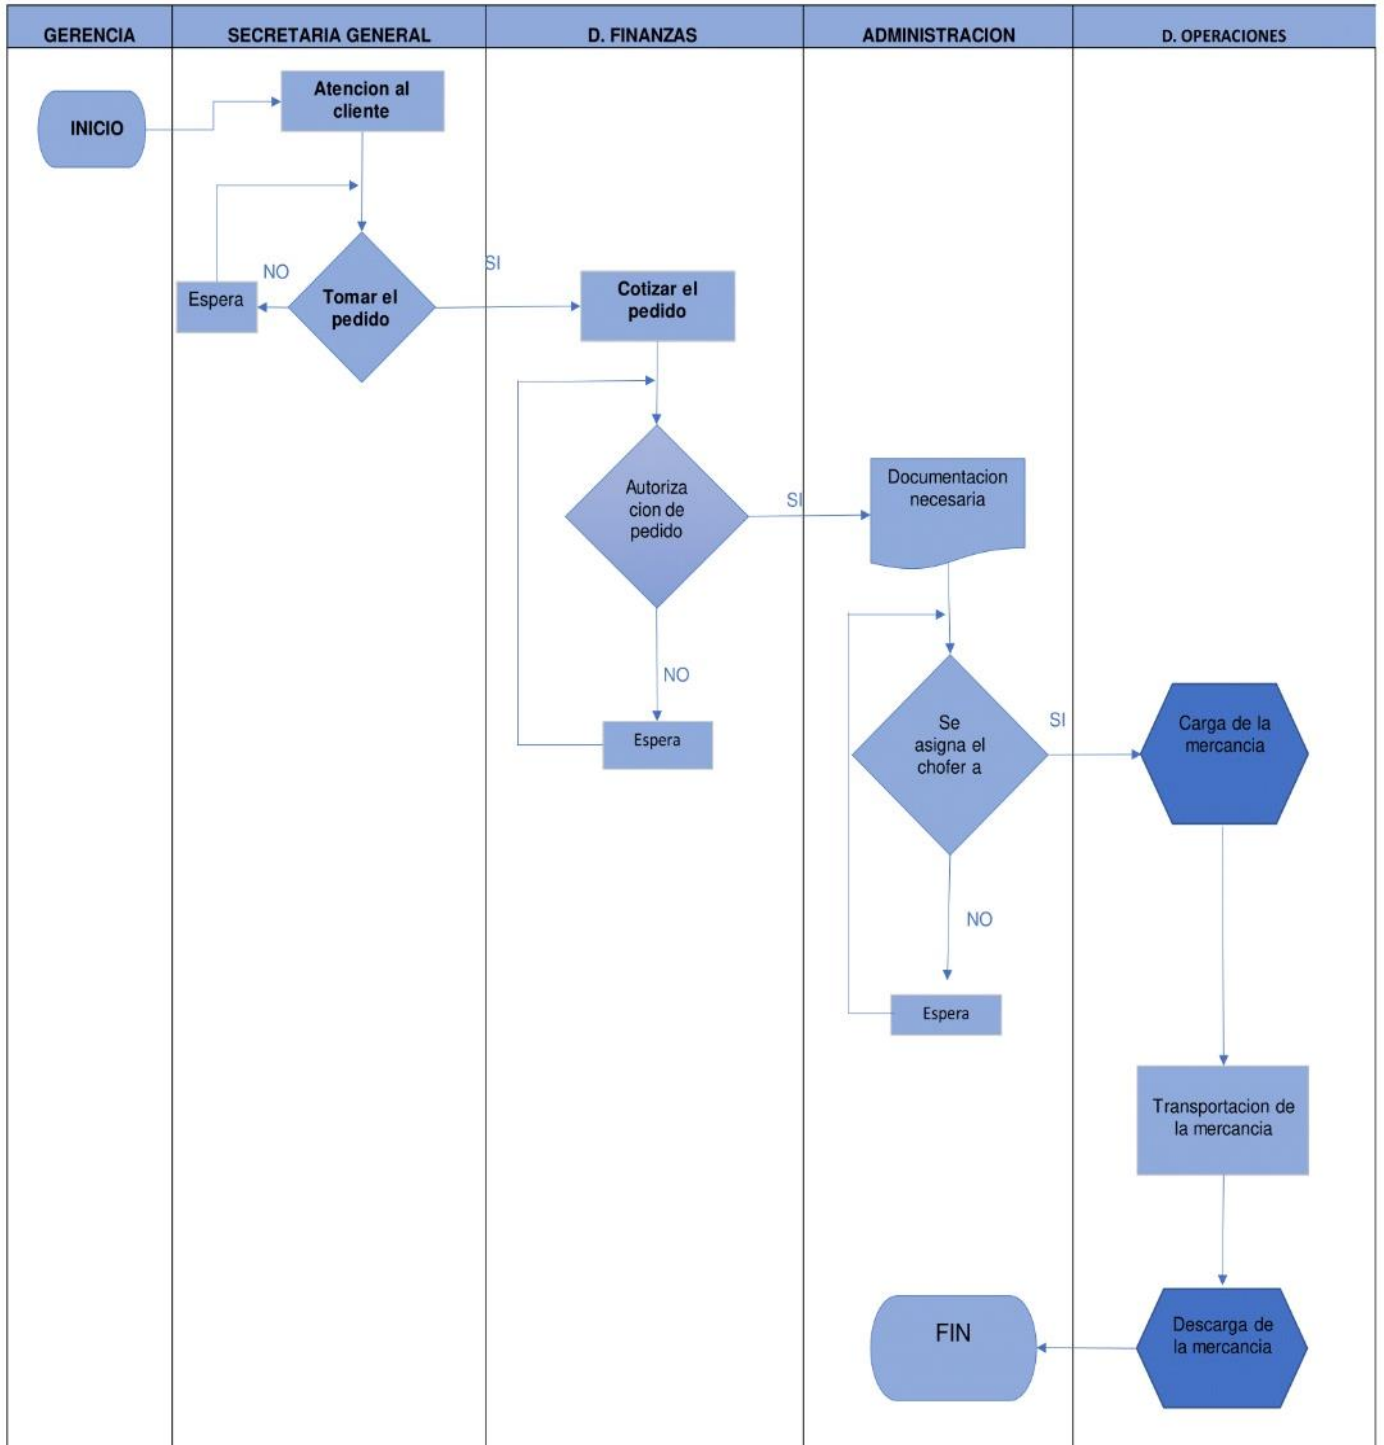 GERENCIA
SECRETARIA GENERAL
D. FINANZAS
ADMINISTRACION
D. OPERACIONES
INICIO
Atencion al
cliente
Tomar el
pedido
NO
Espera
SI
Cotizar el
pedido
Autoriza
cion de
pedido
NO
Espera
SI
Documentacion
necesaria
Se
asigna el
chofer a
NO
Espera
SI
Carga de la
mercancia
Transportacion de
la mercancia
Descarga de
la mercancia
FIN